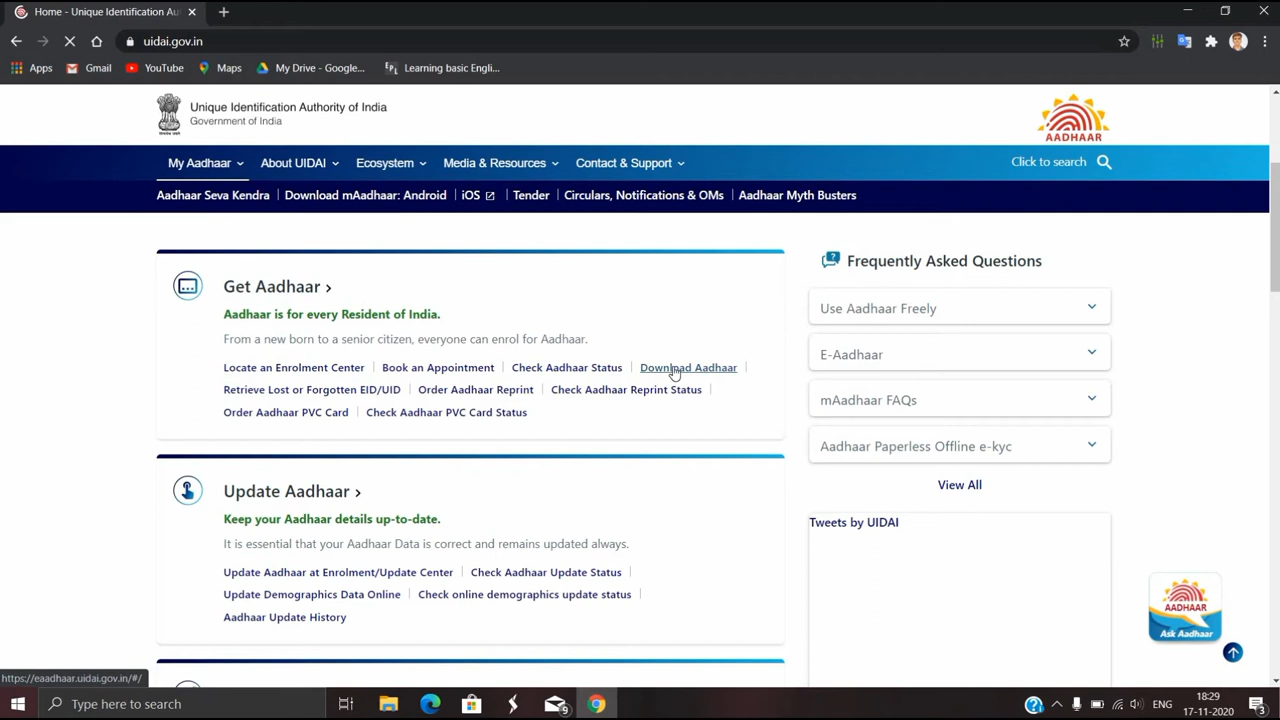 Home - Unique Identification Au
uidai.gov.in
Apps Gmail YouTube Maps My Drive - Google... Learning basic Engli...
Unique Identification Authority of India
Government of India
AADHAAR
My Aadhaar About UIDAI Ecosystem Media & Resources Contact & Support Click to search
Aadhaar Seva Kendra Download mAadhaar: Android iOS Tender Circulars, Notifications & OMs Aadhaar Myth Busters
Get Aadhaar
Aadhaar is for every Resident of India.
From a new born to a senior citizen, everyone can enrol for Aadhaar.
Locate an Enrolment Center Book an Appointment Check Aadhaar Status Download Aadhaar
Retrieve Lost or Forgotten EID/UID Order Aadhaar Reprint Check Aadhaar Reprint Status
Order Aadhaar PVC Card Check Aadhaar PVC Card Status
Update Aadhaar
Keep your Aadhaar details up-to-date.
It is essential that your Aadhaar Data is correct and remains updated always.
Update Aadhaar at Enrolment/Update Center Check Aadhaar Update Status
Update Demographics Data Online Check online demographics update status
Aadhaar Update History
Frequently Asked Questions
Use Aadhaar Freely
E-Aadhaar
mAadhaar FAQs
Aadhaar Paperless Offline e-kyc
View All
Tweets by UIDAI
AADHAAR
Ask Aadhaar
https://eaadhaar.uidai.gov.in/#/
Type here to search
9
ENG
18:29
17-11-2020
3